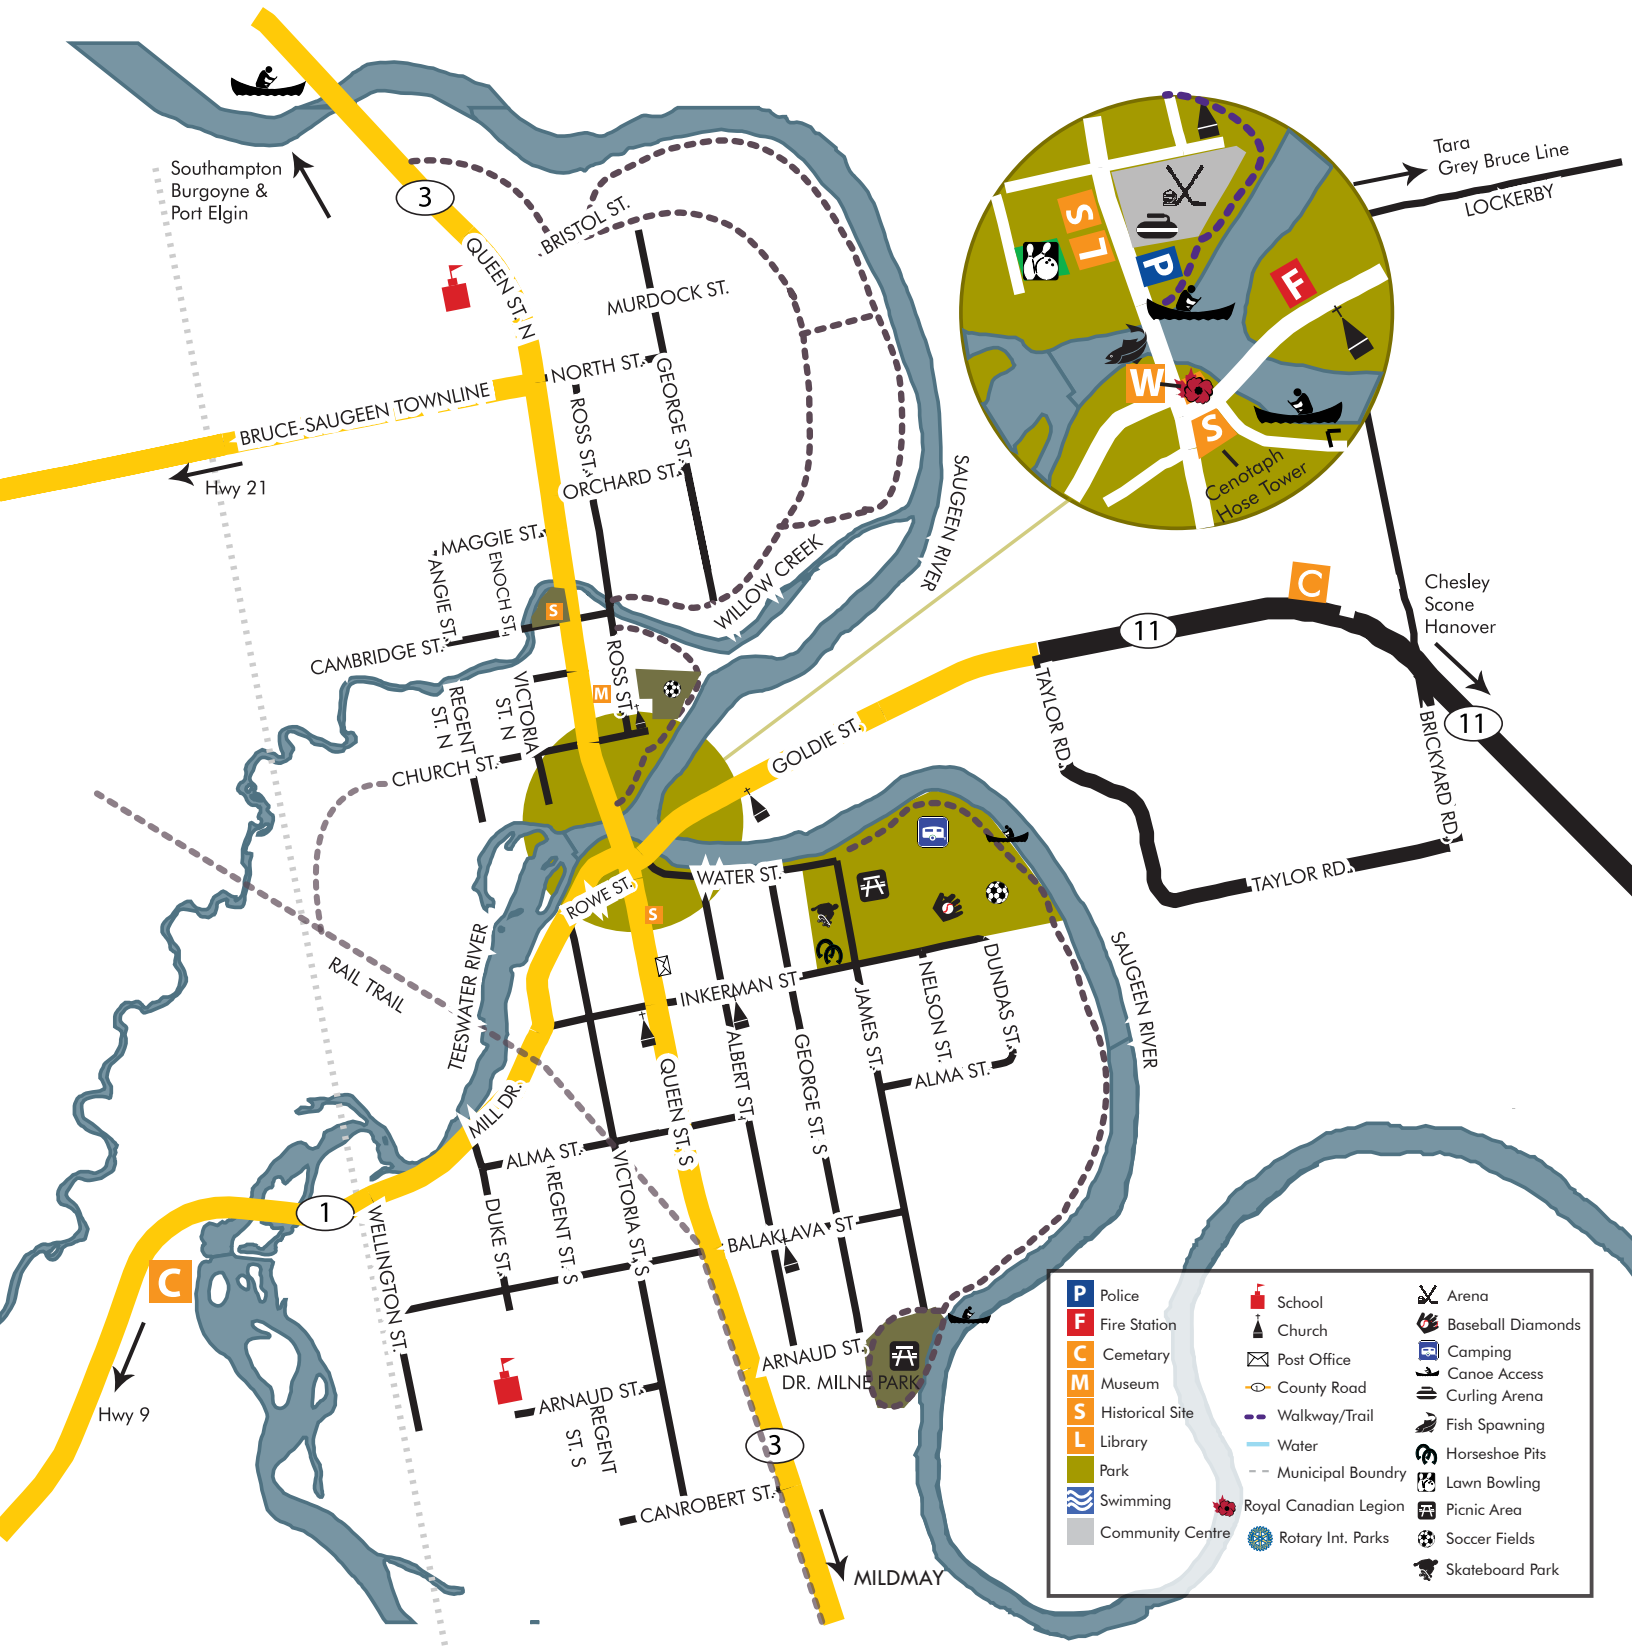 Southampton
Burgoyne &
Port Elgin
3
QUEEN ST. N
BRISTOL ST.
MURDOCK ST.
NORTH ST.
GEORGE ST.
ROSS ST.
BRUCE-SAUGEEN TOWNLINE
Hwy 21
ORCHARD ST.
MAGGIE ST.
ANGIE ST.
ENOCH ST.
CAMBRIDGE ST.
WILLOW CREEK
SAUGEEN RIVER
S
M
ROSS ST.
REGENT
ST. N
VICTORIA
ST. N
CHURCH ST.
S
L
P
F
W
S
Cenotaph
Hose Tower
Tara
Grey Bruce Line
LOCKERBY
C
Chesley
Scone
Hanover
11
11
GOLDIE ST.
TAYLOR RD.
BRICKYARD RD.
TAYLOR RD.
WATER ST.
ROWE ST.
S
RAIL TRAIL
TEESWATER RIVER
INKERMAN ST
JAMES ST.
NELSON ST.
DUNDAS ST.
SAUGEEN RIVER
ALMA ST.
ALBERT ST.
GEORGE ST. S
QUEEN ST. S
MILL DR.
ALMA ST.
REGENT ST. S
VICTORIA ST. S
DUKE ST.
WELLINGTON ST.
1
C
Hwy 9
BALAKLAVA ST
ARNAUD ST.
DR. MILNE PARK
ARNAUD ST.
REGENT
ST. S
3
CANROBERT ST.
MILDMAY
P Police
F Fire Station
C Cemetary
M Museum
S Historical Site
L Library
Park
Swimming
Community Centre
School
Church
Post Office
1 County Road
Walkway/Trail
Water
Municipal Boundry
Royal Canadian Legion
Rotary Int. Parks
Arena
Baseball Diamonds
Camping
Canoe Access
Curling Arena
Fish Spawning
Horseshoe Pits
Lawn Bowling
Picnic Area
Soccer Fields
Skateboard Park